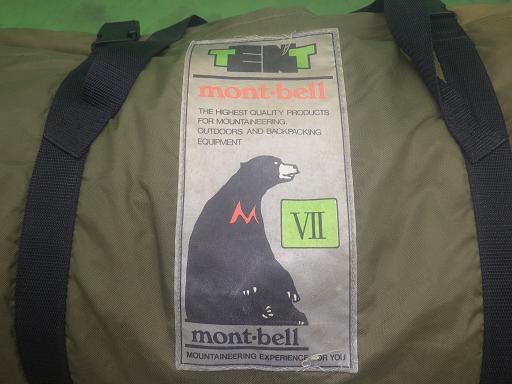 TENT
mont-bell
THE HIGHEST QUALITY PRODUCTS
FOR MOUNTAINEERING.
OUTDOORS AND BACKPACKING
EQUIPMENT
M
VII
mont-bell
MOUNTAINEERING EXPERIENCE FOR YOU